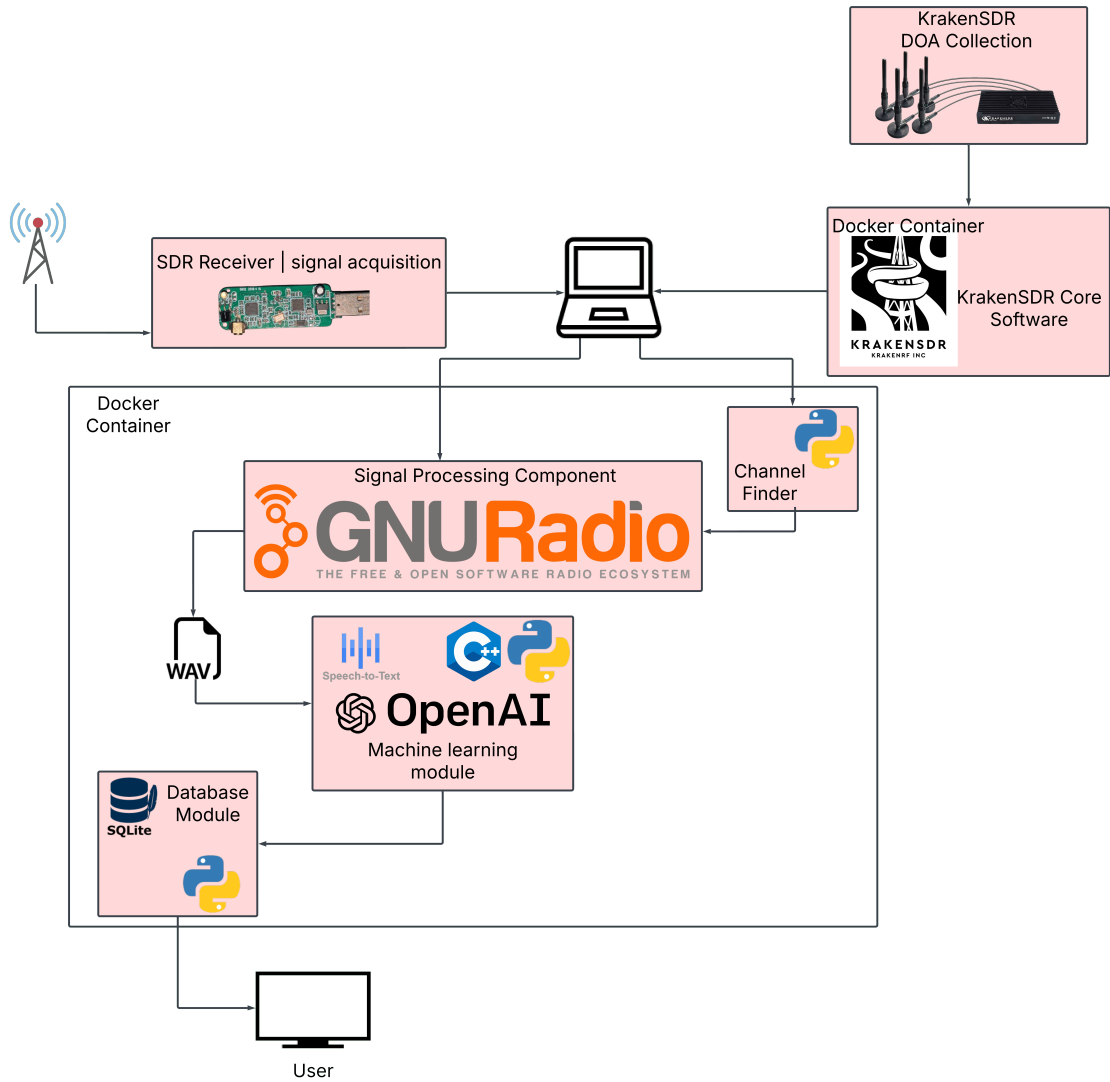 KrakenSDR
DOA Collection
Docker Container
KrakenSDR Core
Software
KRAKENSDR
KRAKENRF INC
SDR Receiver | signal acquisition
Docker
Container
Channel
Finder
Signal Processing Component
GNURadio
THE FREE & OPEN SOFTWARE RADIO ECOSYSTEM
WAV
Speech-to-Text
C++
OpenAI
Machine learning
module
Database
Module
SQLite
User